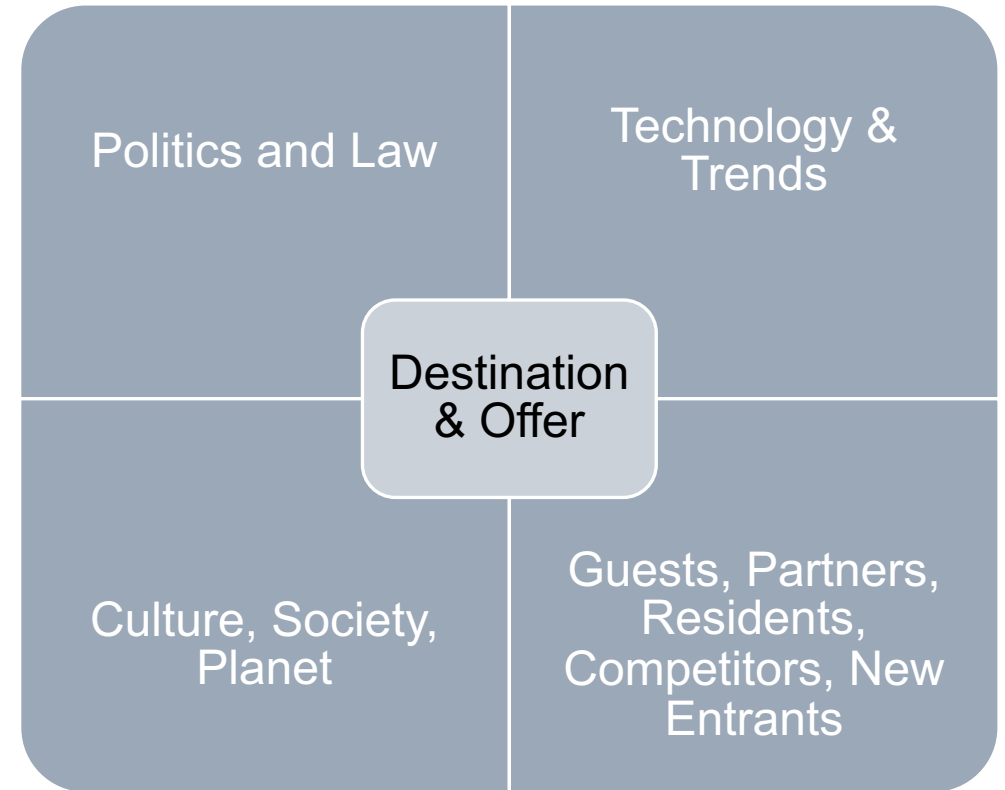 Politics and Law
Technology &
Trends
Destination
& Offer
Culture, Society,
Planet
Guests, Partners,
Residents,
Competitors, New
Entrants